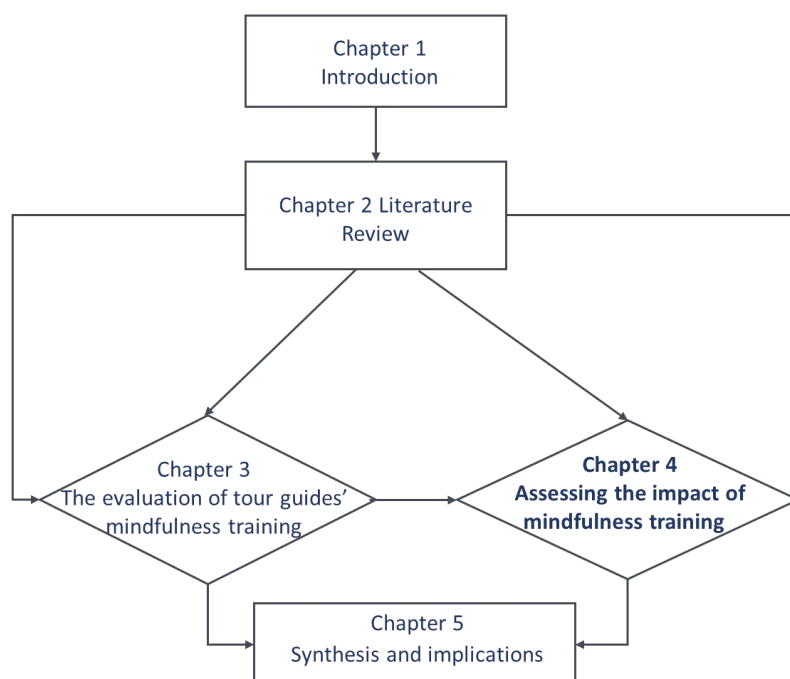 Chapter 1
Introduction
Chapter 2 Literature
Review
Chapter 3
The evaluation of tour guides’
mindfulness training
Chapter 4
Assessing the impact of
mindfulness training
Chapter 5
Synthesis and implications